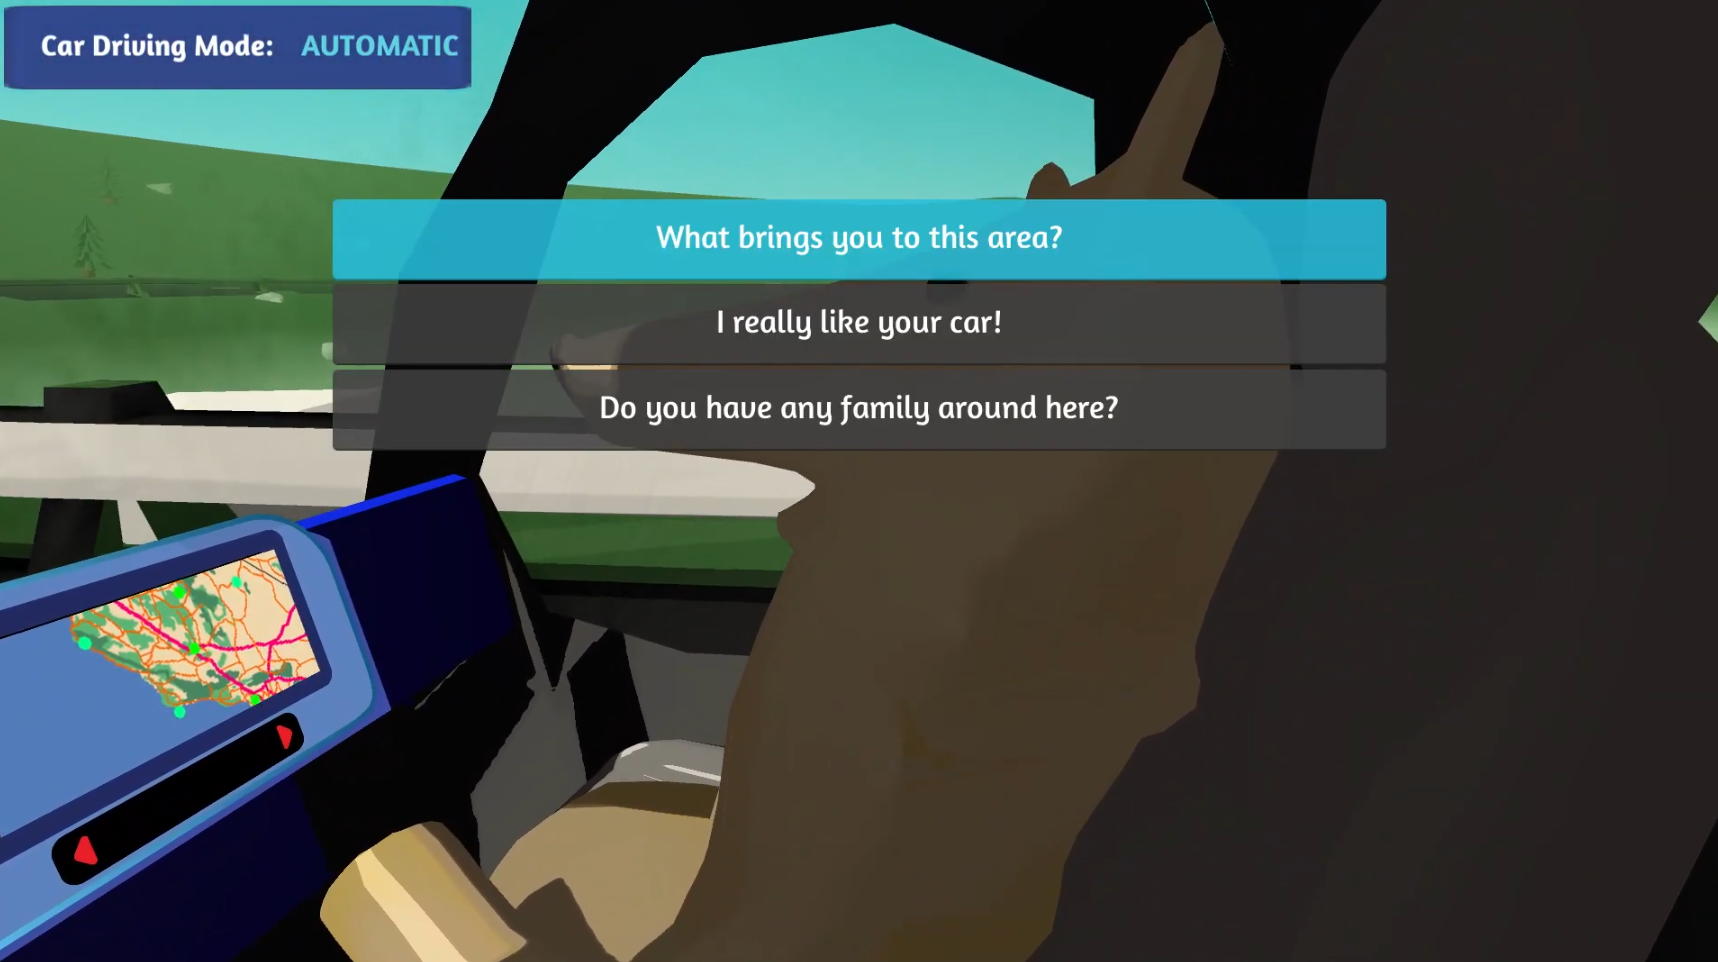 Car Driving Mode: AUTOMATIC
What brings you to this area?
I really like your car!
Do you have any family around here?